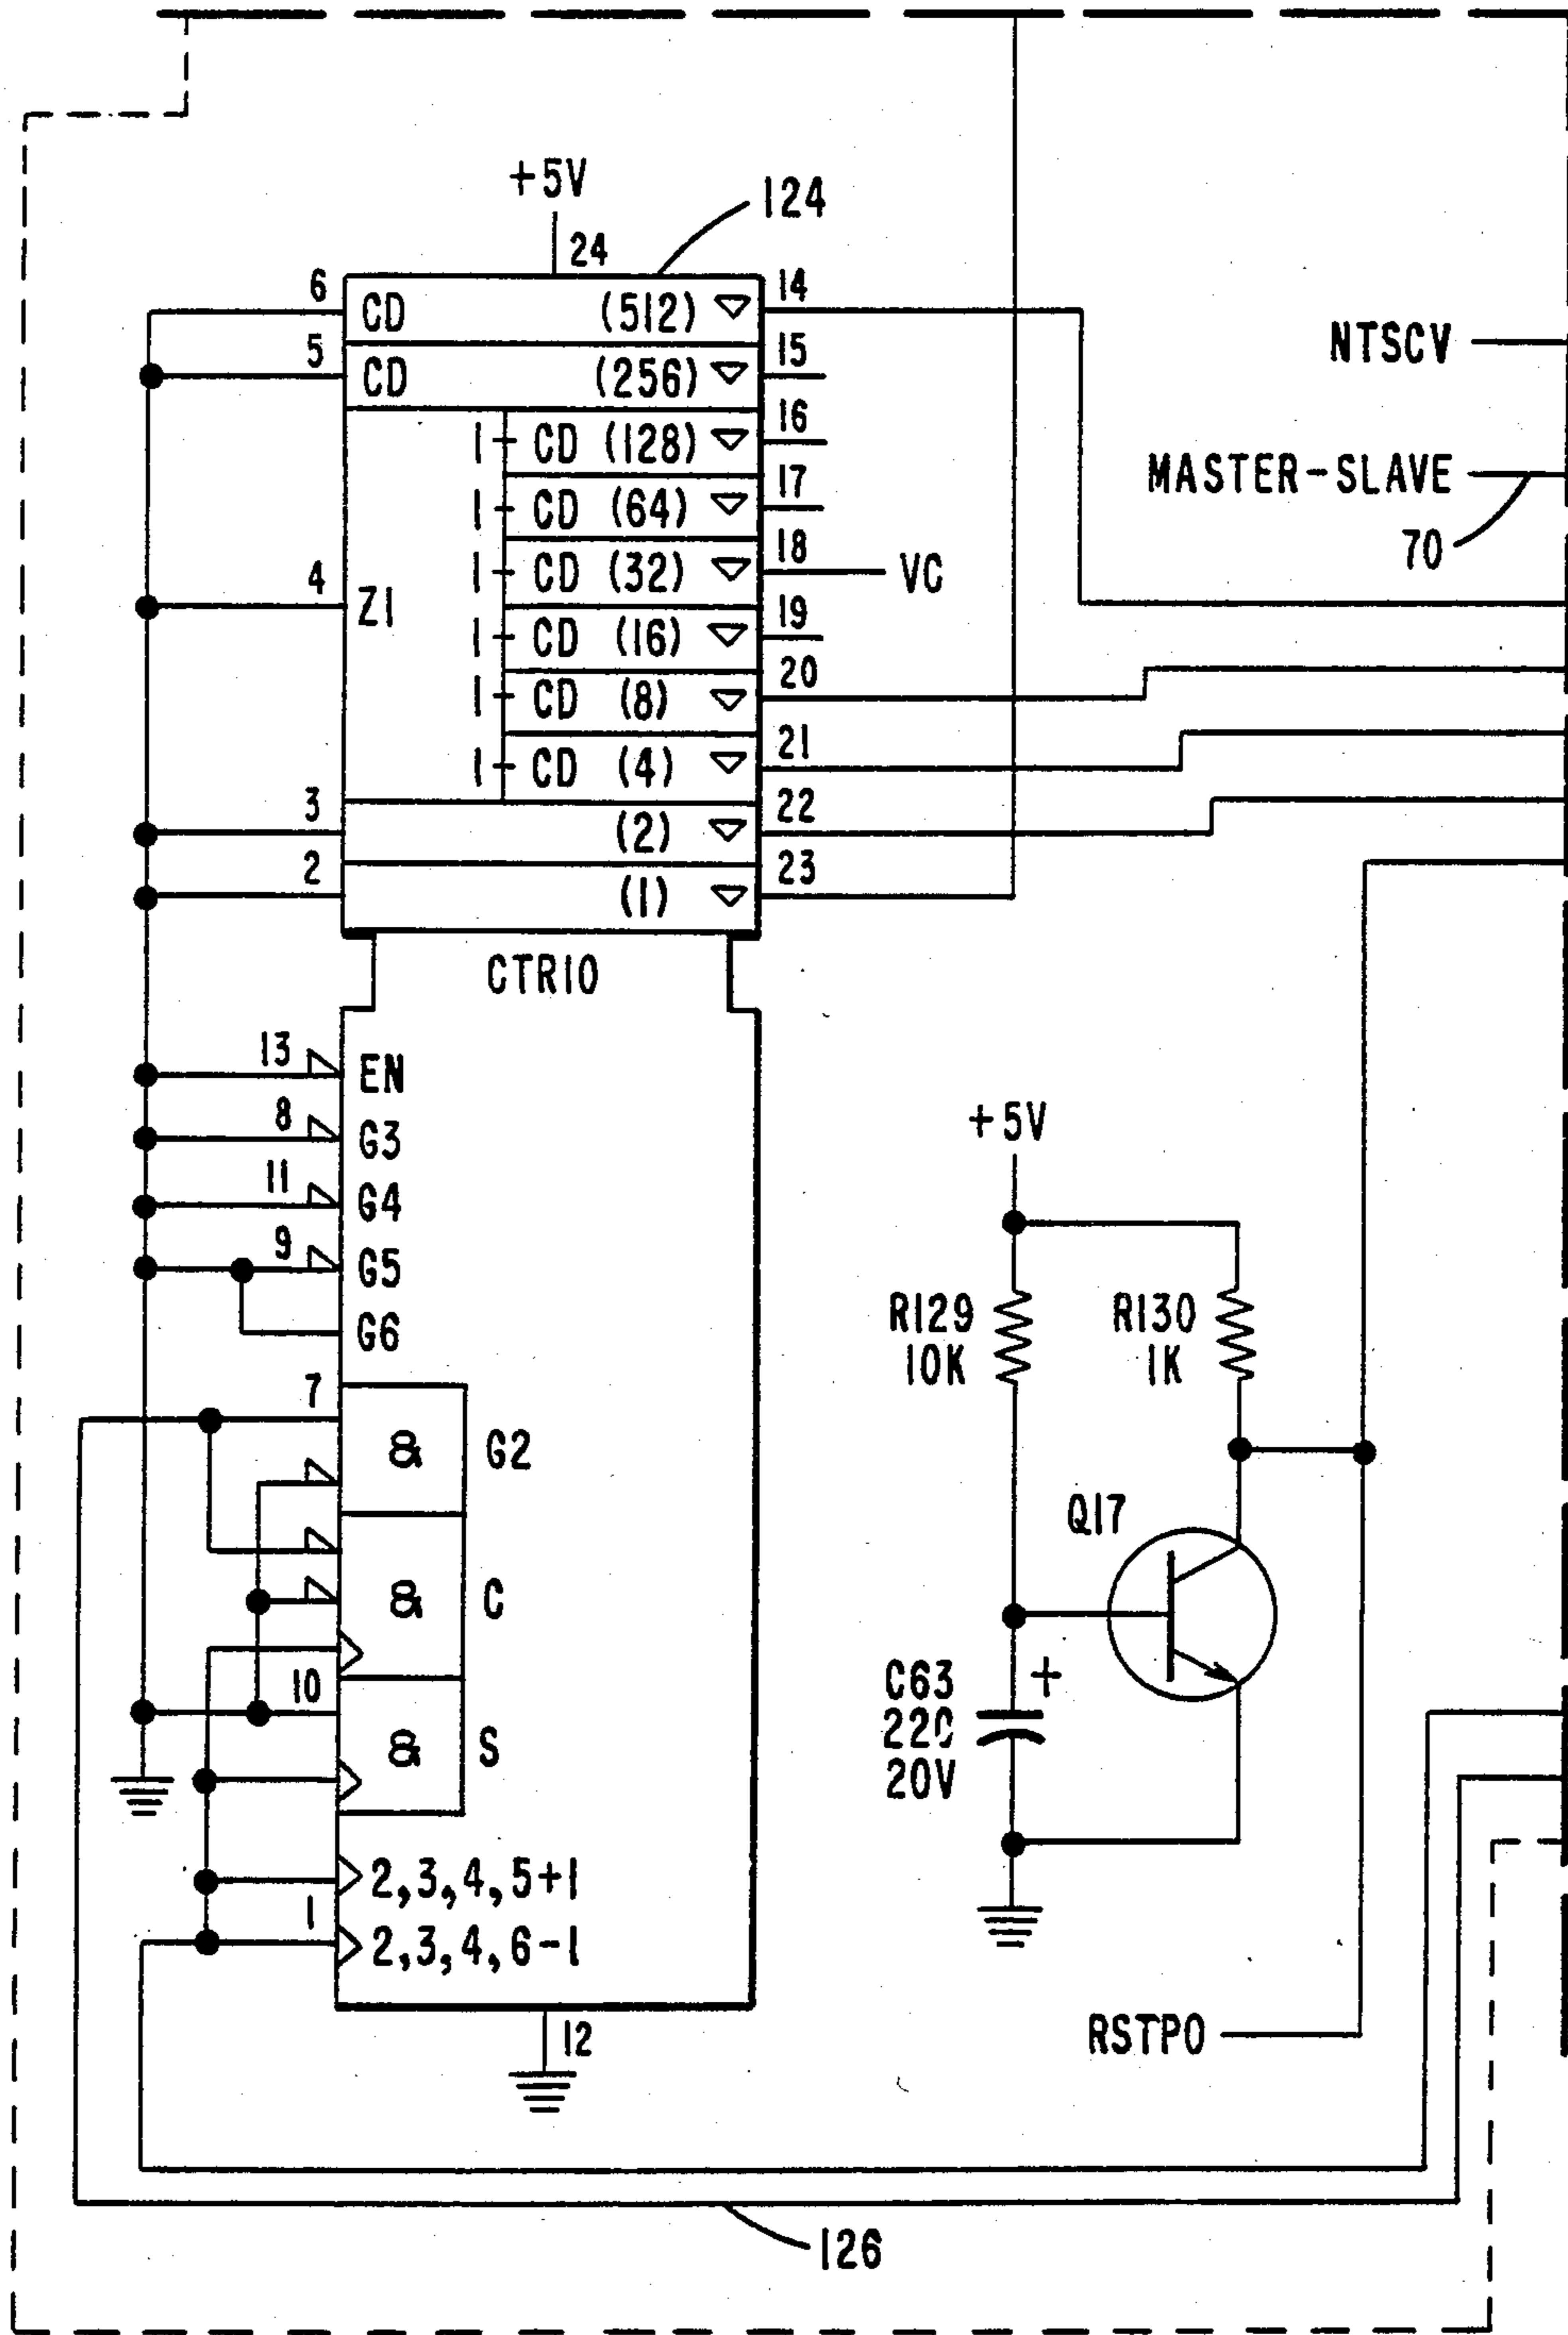 +5V
124
24
6
CD
(512)
14
5
CD
(256)
15
NTSCV
1
CD
(128)
16
MASTER-SLAVE
70
1
CD
(64)
17
4
Z1
1
CD
(32)
18
VC
1
CD
(16)
19
1
CD
(8)
20
1
CD
(4)
21
3
(2)
22
2
(1)
23
CTR10
13
EN
8
G3
11
G4
9
G5
G6
+5V
R129
10K
R130
1K
7
&
G2
Q17
&
C
10
&
S
C63
+
220
20V
2,3,4,5+1
1
2,3,4,6-1
RSTPO
12
126